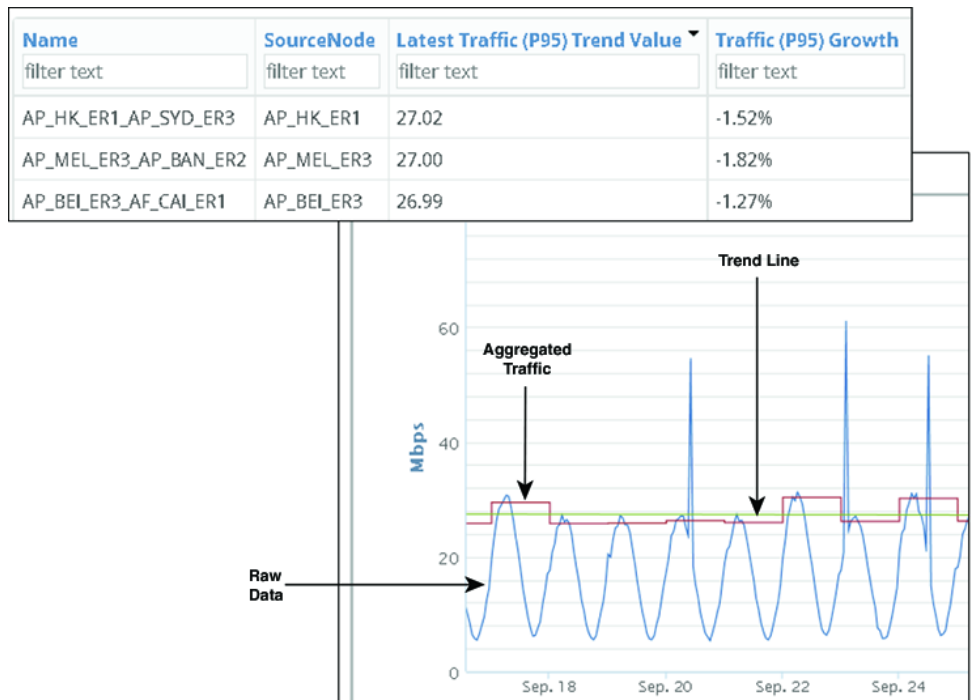 Name SourceNode Latest Traffic (P95) Trend Value Traffic (P95) Growth
filter text filter text filter text filter text
AP_HK_ER1_AP_SYD_ER3 AP_HK_ER1 27.02 -1.52%
AP_MEL_ER3_AP_BAN_ER2 AP_MEL_ER3 27.00 -1.82%
AP_BEI_ER3_AF_CAI_ER1 AP_BEI_ER3 26.99 -1.27%
Trend Line
60
Aggregated
Traffic
Mbps
40
20
Raw
Data
0
Sep. 18 Sep. 20 Sep. 22 Sep. 24